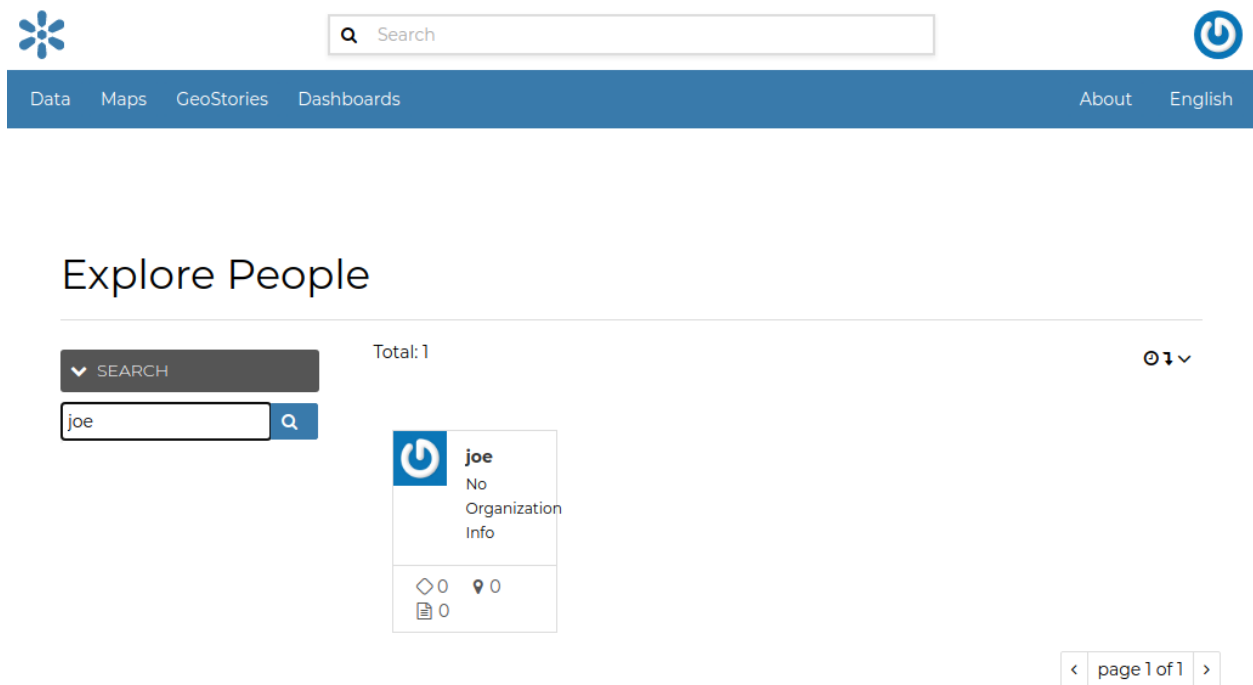 Search
Data Maps GeoStories Dashboards About English
Explore People
SEARCH
Total: 1
joe
joe
No
Organization
Info
0 0
0
page 1 of 1